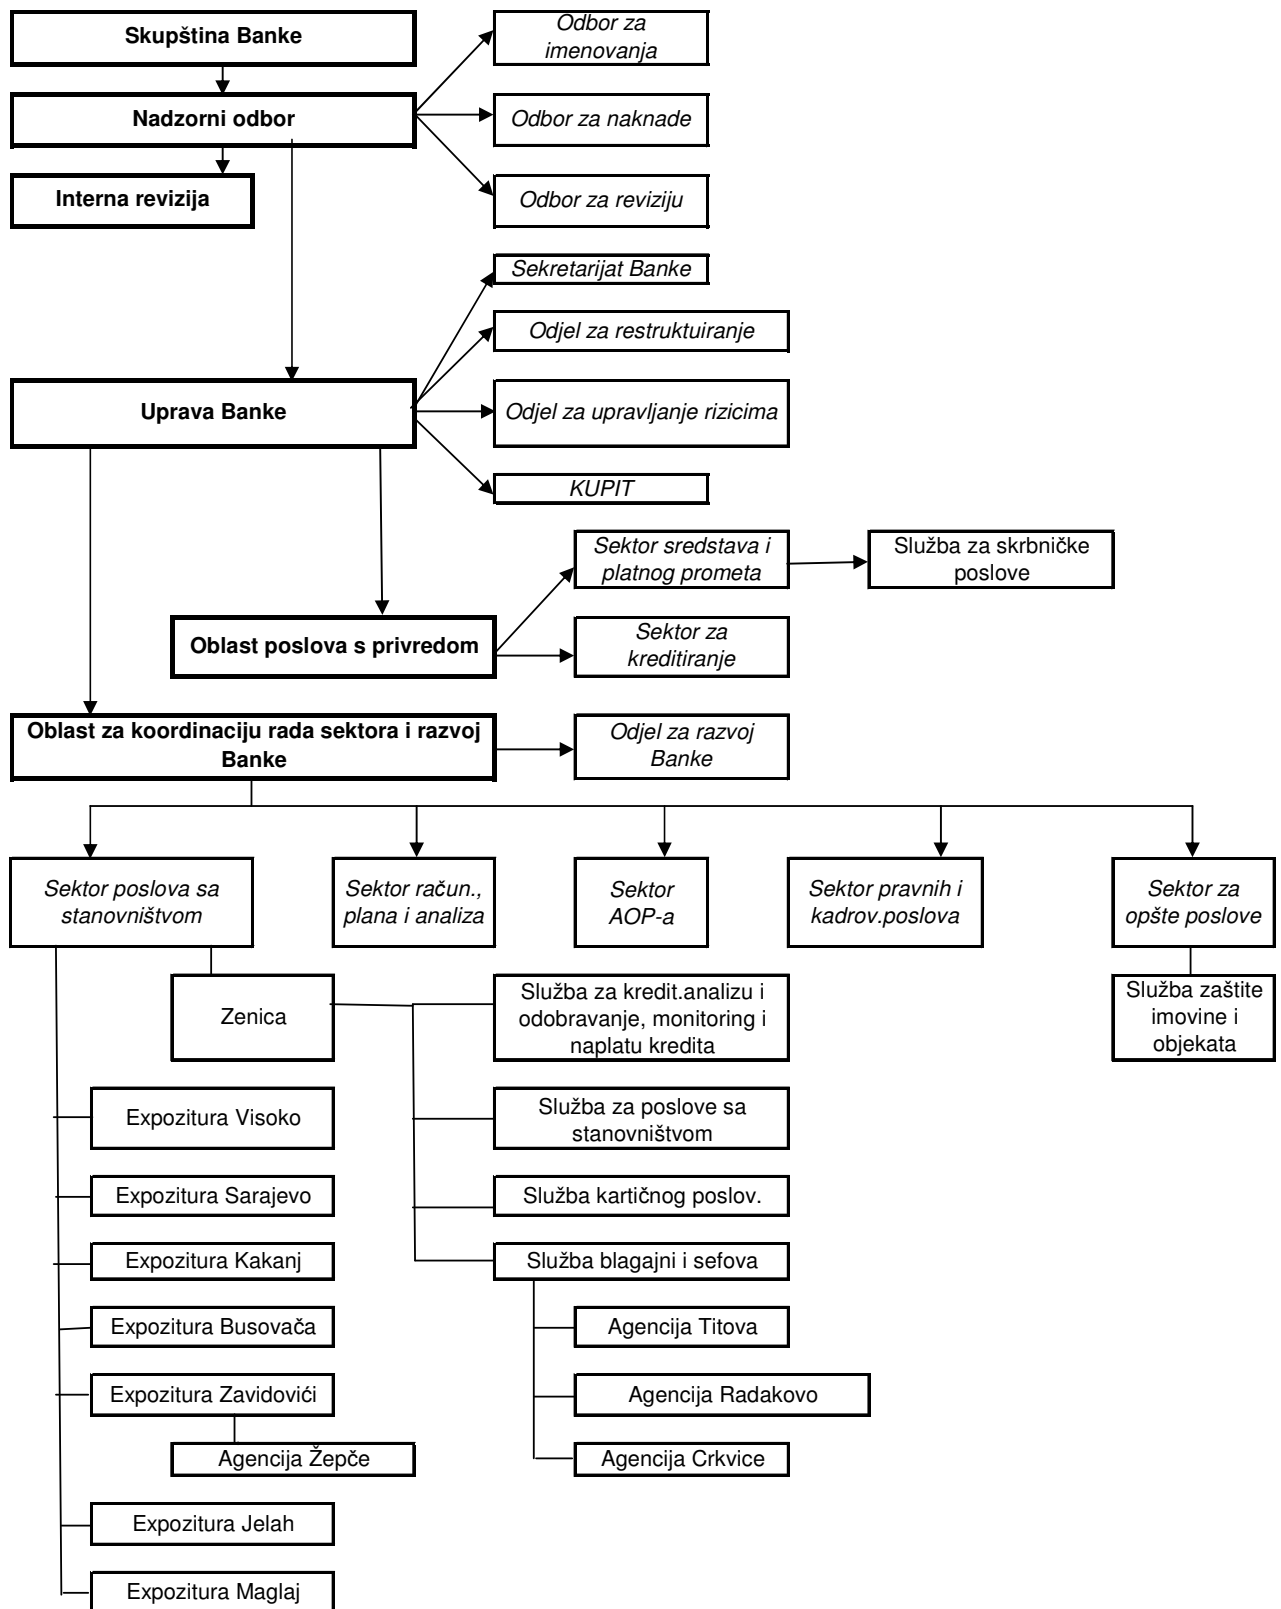 Skupština Banke
Odbor za
imenovanja
Nadzorni odbor
Odbor za naknade
Interna revizija
Odbor za reviziju
Sekretarijat Banke
Odjel za restruktuiranje
Uprava Banke
Odjel za upravljanje rizicima
KUPIT
Sektor sredstava i
platnog prometa
Služba za skrbničke
poslove
Oblast poslova s privredom
Sektor za
kreditiranje
Oblast za koordinaciju rada sektora i razvoj
Banke
Odjel za razvoj
Banke
Sektor poslova sa
stanovništvom
Sektor račun.,
plana i analiza
Sektor
AOP-a
Sektor pravnih i
kadrov.poslova
Sektor za
opšte poslove
Zenica
Služba za kredit.analizu i
odobravanje, monitoring i
naplatu kredita
Služba zaštite
imovine i
objekata
Expozitura Visoko
Služba za poslove sa
stanovništvom
Expozitura Sarajevo
Služba kartičnog poslov.
Expozitura Kakanj
Služba blagajni i sefova
Expozitura Busovača
Agencija Titova
Expozitura Zavidovići
Agencija Radakovo
Agencija Žepče
Agencija Crkvice
Expozitura Jelah
Expozitura Maglaj